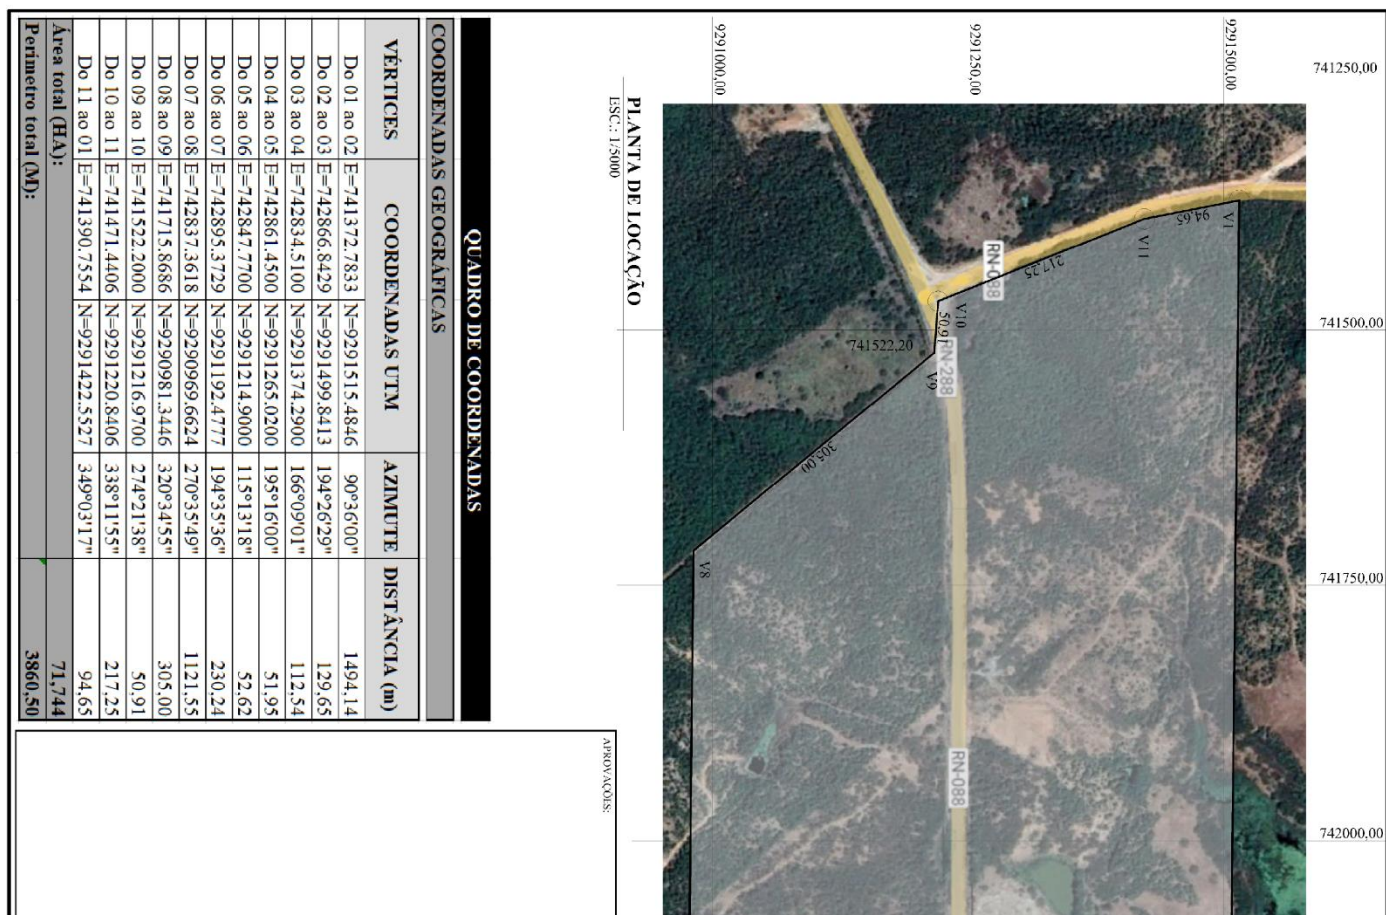 QUADRO DE COORDENADAS
COORDENADAS GEOGRÁFICAS
VÉRTICES COORDENADAS UTM AZIMUTE DISTÂNCIA (m)
Do 01 ao 02 E=741372.7833 N=9291515.4846 90°36'00" 1494,14
Do 02 ao 03 E=742866.8429 N=9291499.8413 194°26'29" 129,65
Do 03 ao 04 E=742834.5100 N=9291374.2900 166°09'01" 112,54
Do 04 ao 05 E=742861.4500 N=9291265.0200 195°16'00" 51,95
Do 05 ao 06 E=742847.7700 N=9291214.9000 115°13'18" 52,62
Do 06 ao 07 E=742895.3729 N=9291192.4777 194°35'36" 230,24
Do 07 ao 08 E=742837.3618 N=9290969.6624 270°35'49" 1121,55
Do 08 ao 09 E=741715.8686 N=9290981.3446 320°34'55" 305,00
Do 09 ao 10 E=741522.2000 N=9291216.9700 274°21'38" 50,91
Do 10 ao 11 E=741471.4406 N=9291220.8406 338°11'55" 217,25
Do 11 ao 01 E=741390.7554 N=9291422.5527 349°03'17" 94,65
Área total (HA): 71,744
Perímetro total (M): 3860,50
PLANTA DE LOCAÇÃO
ESC.: 1/5000
9291000,00
9291250,00
9291500,00
741250,00
741500,00
741750,00
742000,00
V1
94,65
V11
217,25
RN-088
V10
50,91
741522,20
RN-288
V9
305,00
V8
RN-088
APROVAÇÕES: